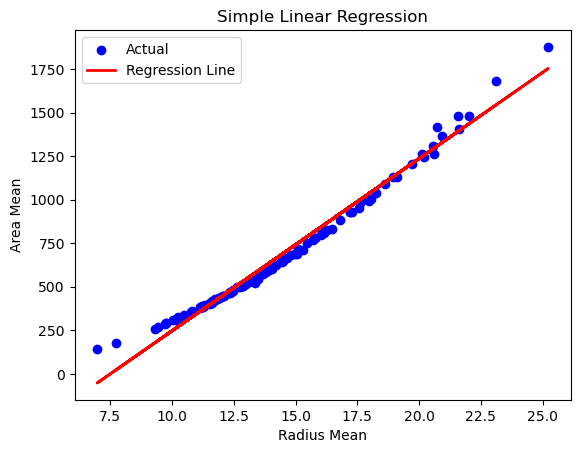 Simple Linear Regression
Actual
Regression Line
1750
1500
1250
1000
750
500
250
0
Area Mean
7.5 10.0 12.5 15.0 17.5 20.0 22.5 25.0
Radius Mean